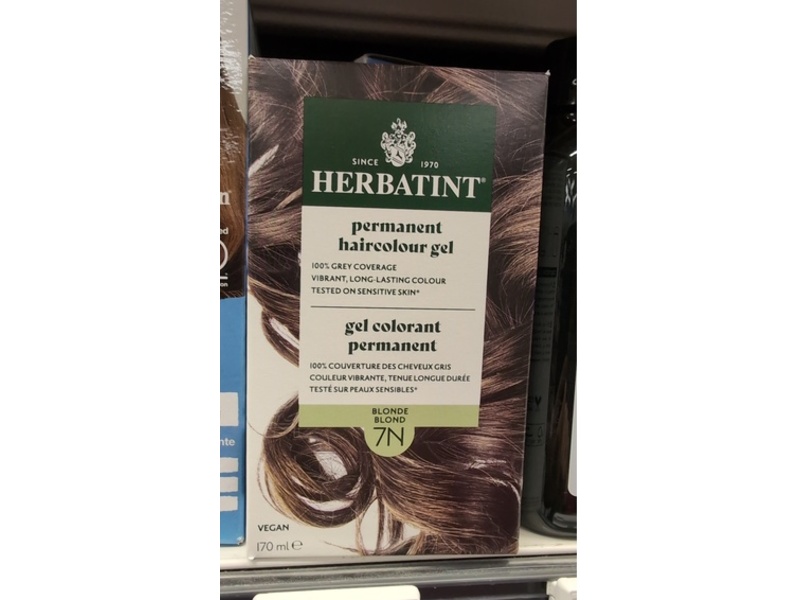 SINCE 1970
HERBATINT®
permanent
haircolour gel
100% GREY COVERAGE
VIBRANT, LONG-LASTING COLOUR
TESTED ON SENSITIVE SKIN*
gel colorant
permanent
100% COUVERTURE DES CHEVEUX GRIS
COULEUR VIBRANTE, TENUE LONGUE DURÉE
TESTÉ SUR PEAUX SENSIBLES*
BLONDE
BLOND
7N
VEGAN
170 ml e